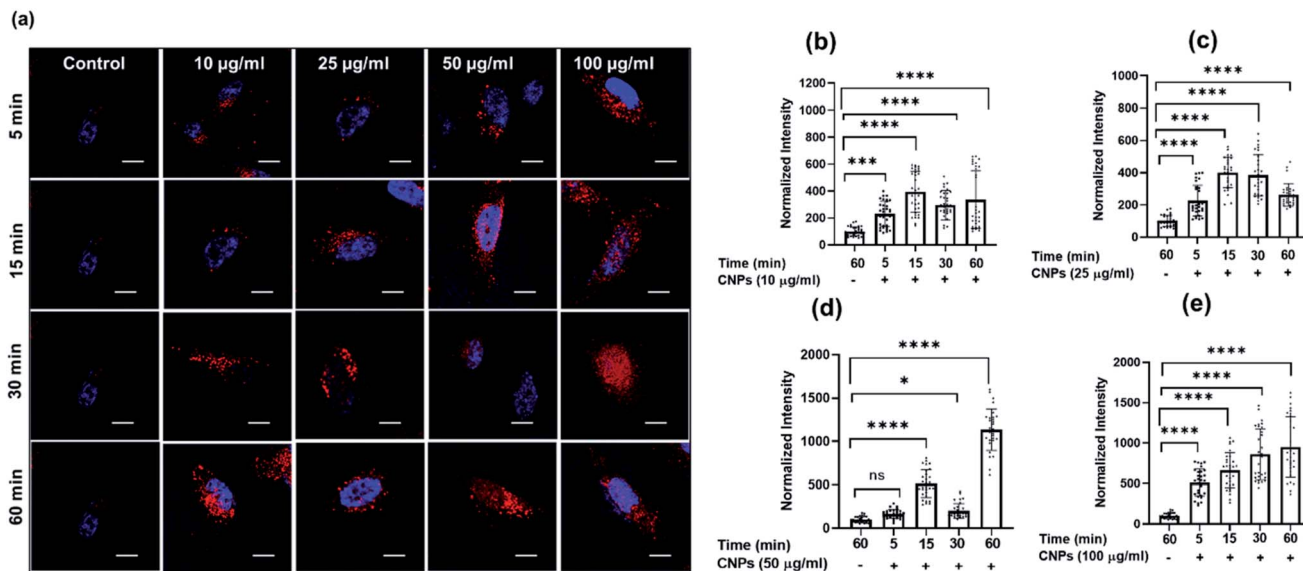 (a)
Control 10 µg/ml 25 µg/ml 50 µg/ml 100 µg/ml
5 min
15 min
30 min
60 min
(b)
****
****
****
***
Normalized Intensity
1200
1000
800
600
400
200
0
Time (min) 60 5 15 30 60
CNPs (10 µg/ml) - + + + +
(c)
****
****
****
****
Normalized Intensity
1000
800
600
400
200
0
Time (min) 60 5 15 30 60
CNPs (25 µg/ml) - + + + +
(d)
****
*
****
ns
Normalized Intensity
2000
1500
1000
500
0
Time (min) 60 5 15 30 60
CNPs (50 µg/ml) - + + + +
(e)
****
****
****
****
Normalized Intensity
2000
1500
1000
500
0
Time (min) 60 5 15 30 60
CNPs (100 µg/ml) - + + + +